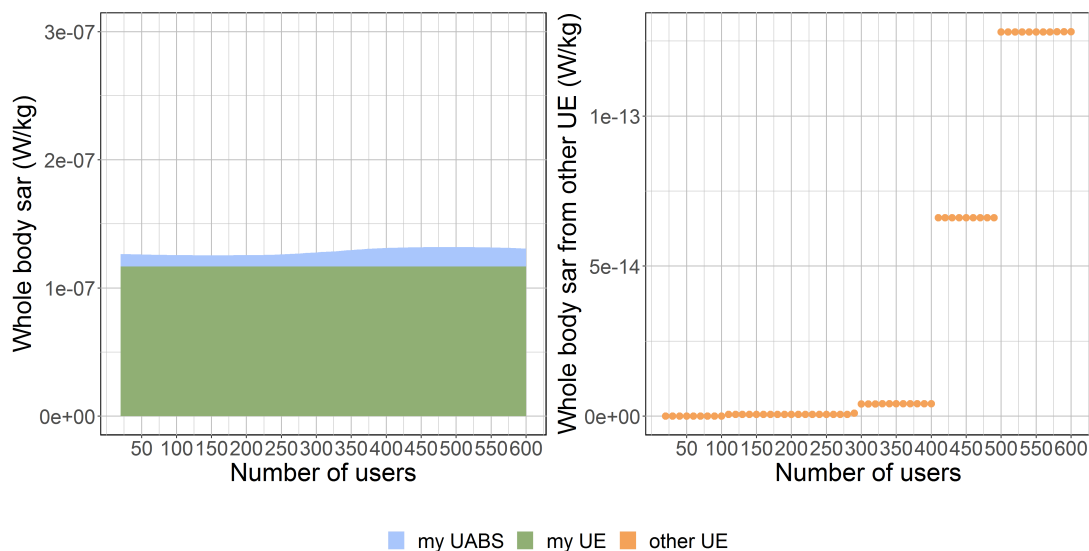 Whole body sar (W/kg)
3e-07
2e-07
1e-07
0e+00
50 100 150 200 250 300 350 400 450 500 550 600
Number of users
Whole body sar from other UE (W/kg)
1e-13
5e-14
0e+00
50 100 150 200 250 300 350 400 450 500 550 600
Number of users
my UABS my UE other UE